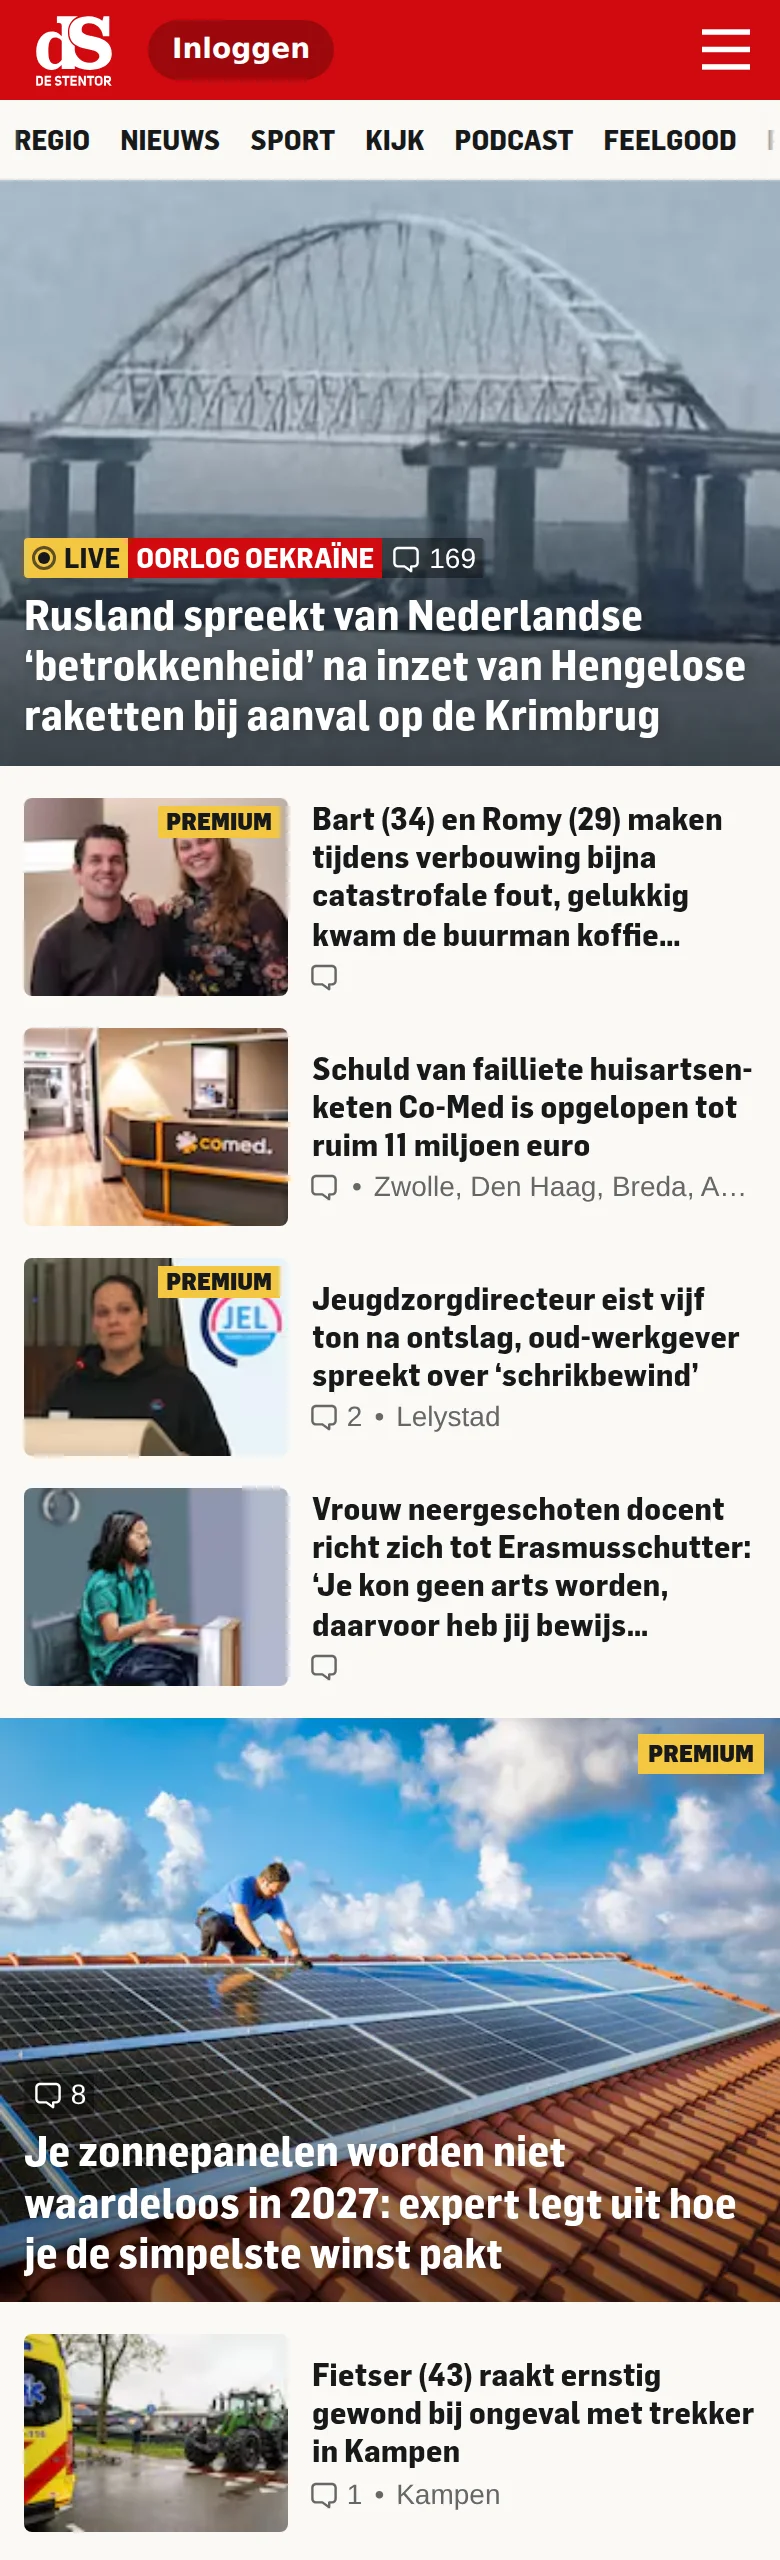 dS
DE STENTOR
Inloggen
REGIO NIEUWS SPORT KIJK PODCAST FEELGOOD
LIVE OORLOG OEKRAÏNE 169
Rusland spreekt van Nederlandse
‘betrokkenheid’ na inzet van Hengelose
raketten bij aanval op de Krimbrug
PREMIUM
Bart (34) en Romy (29) maken
tijdens verbouwing bijna
catastrofale fout, gelukkig
kwam de buurman koffie...
comed.
Schuld van failliete huisartsen-
keten Co-Med is opgelopen tot
ruim 11 miljoen euro
• Zwolle, Den Haag, Breda, A...
PREMIUM
JEL
Jeugdzorgdirecteur eist vijf
ton na ontslag, oud-werkgever
spreekt over ‘schrikbewind’
2 • Lelystad
Vrouw neergeschoten docent
richt zich tot Erasmusschutter:
‘Je kon geen arts worden,
daarvoor heb jij bewijs...
PREMIUM
8
Je zonnepanelen worden niet
waardeloos in 2027: expert legt uit hoe
je de simpelste winst pakt
Fietser (43) raakt ernstig
gewond bij ongeval met trekker
in Kampen
1 • Kampen